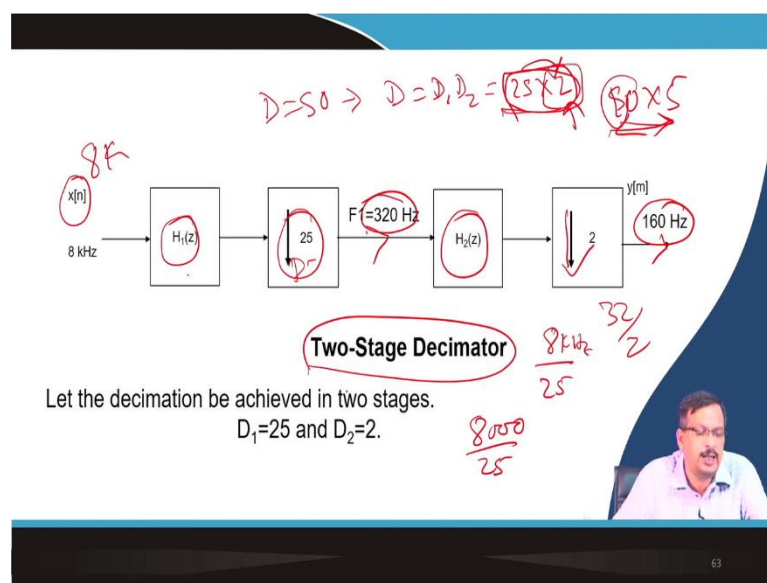 D=50 ⇒ D = D₁D₂ = 25×2
8K
x[n]
8 kHz
H₁(z)
25
F1=320 Hz
H₂(z)
2
y[m]
160 Hz
Two-Stage Decimator
8kHz
25
32/2
Let the decimation be achieved in two stages.
D₁=25 and D₂=2.
8000
25
63